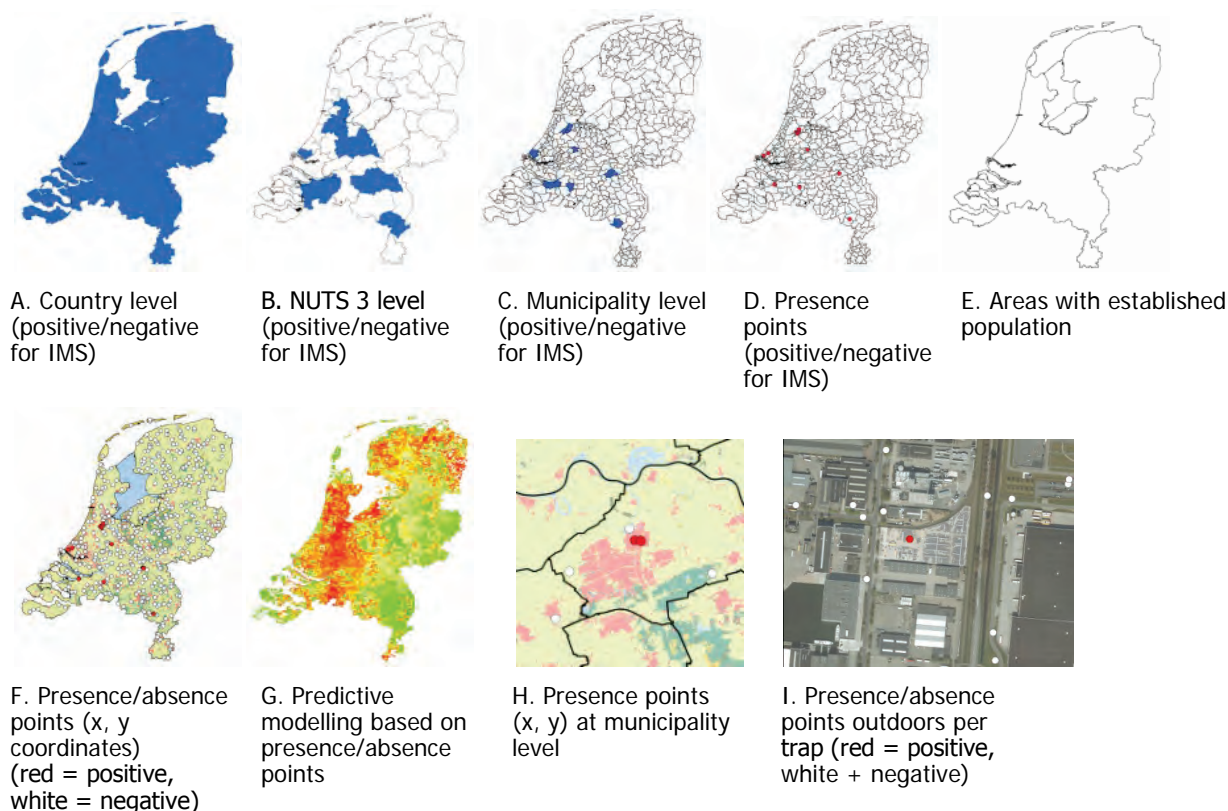 A. Country level
(positive/negative
for IMS)
B. NUTS 3 level
(positive/negative
for IMS)
C. Municipality level
(positive/negative
for IMS)
D. Presence
points
(positive/negative
for IMS)
E. Areas with established
population
F. Presence/absence
points (x, y
coordinates)
(red = positive,
white = negative)
G. Predictive
modelling based on
presence/absence
points
H. Presence points
(x, y) at municipality
level
I. Presence/absence
points outdoors per
trap (red = positive,
white + negative)